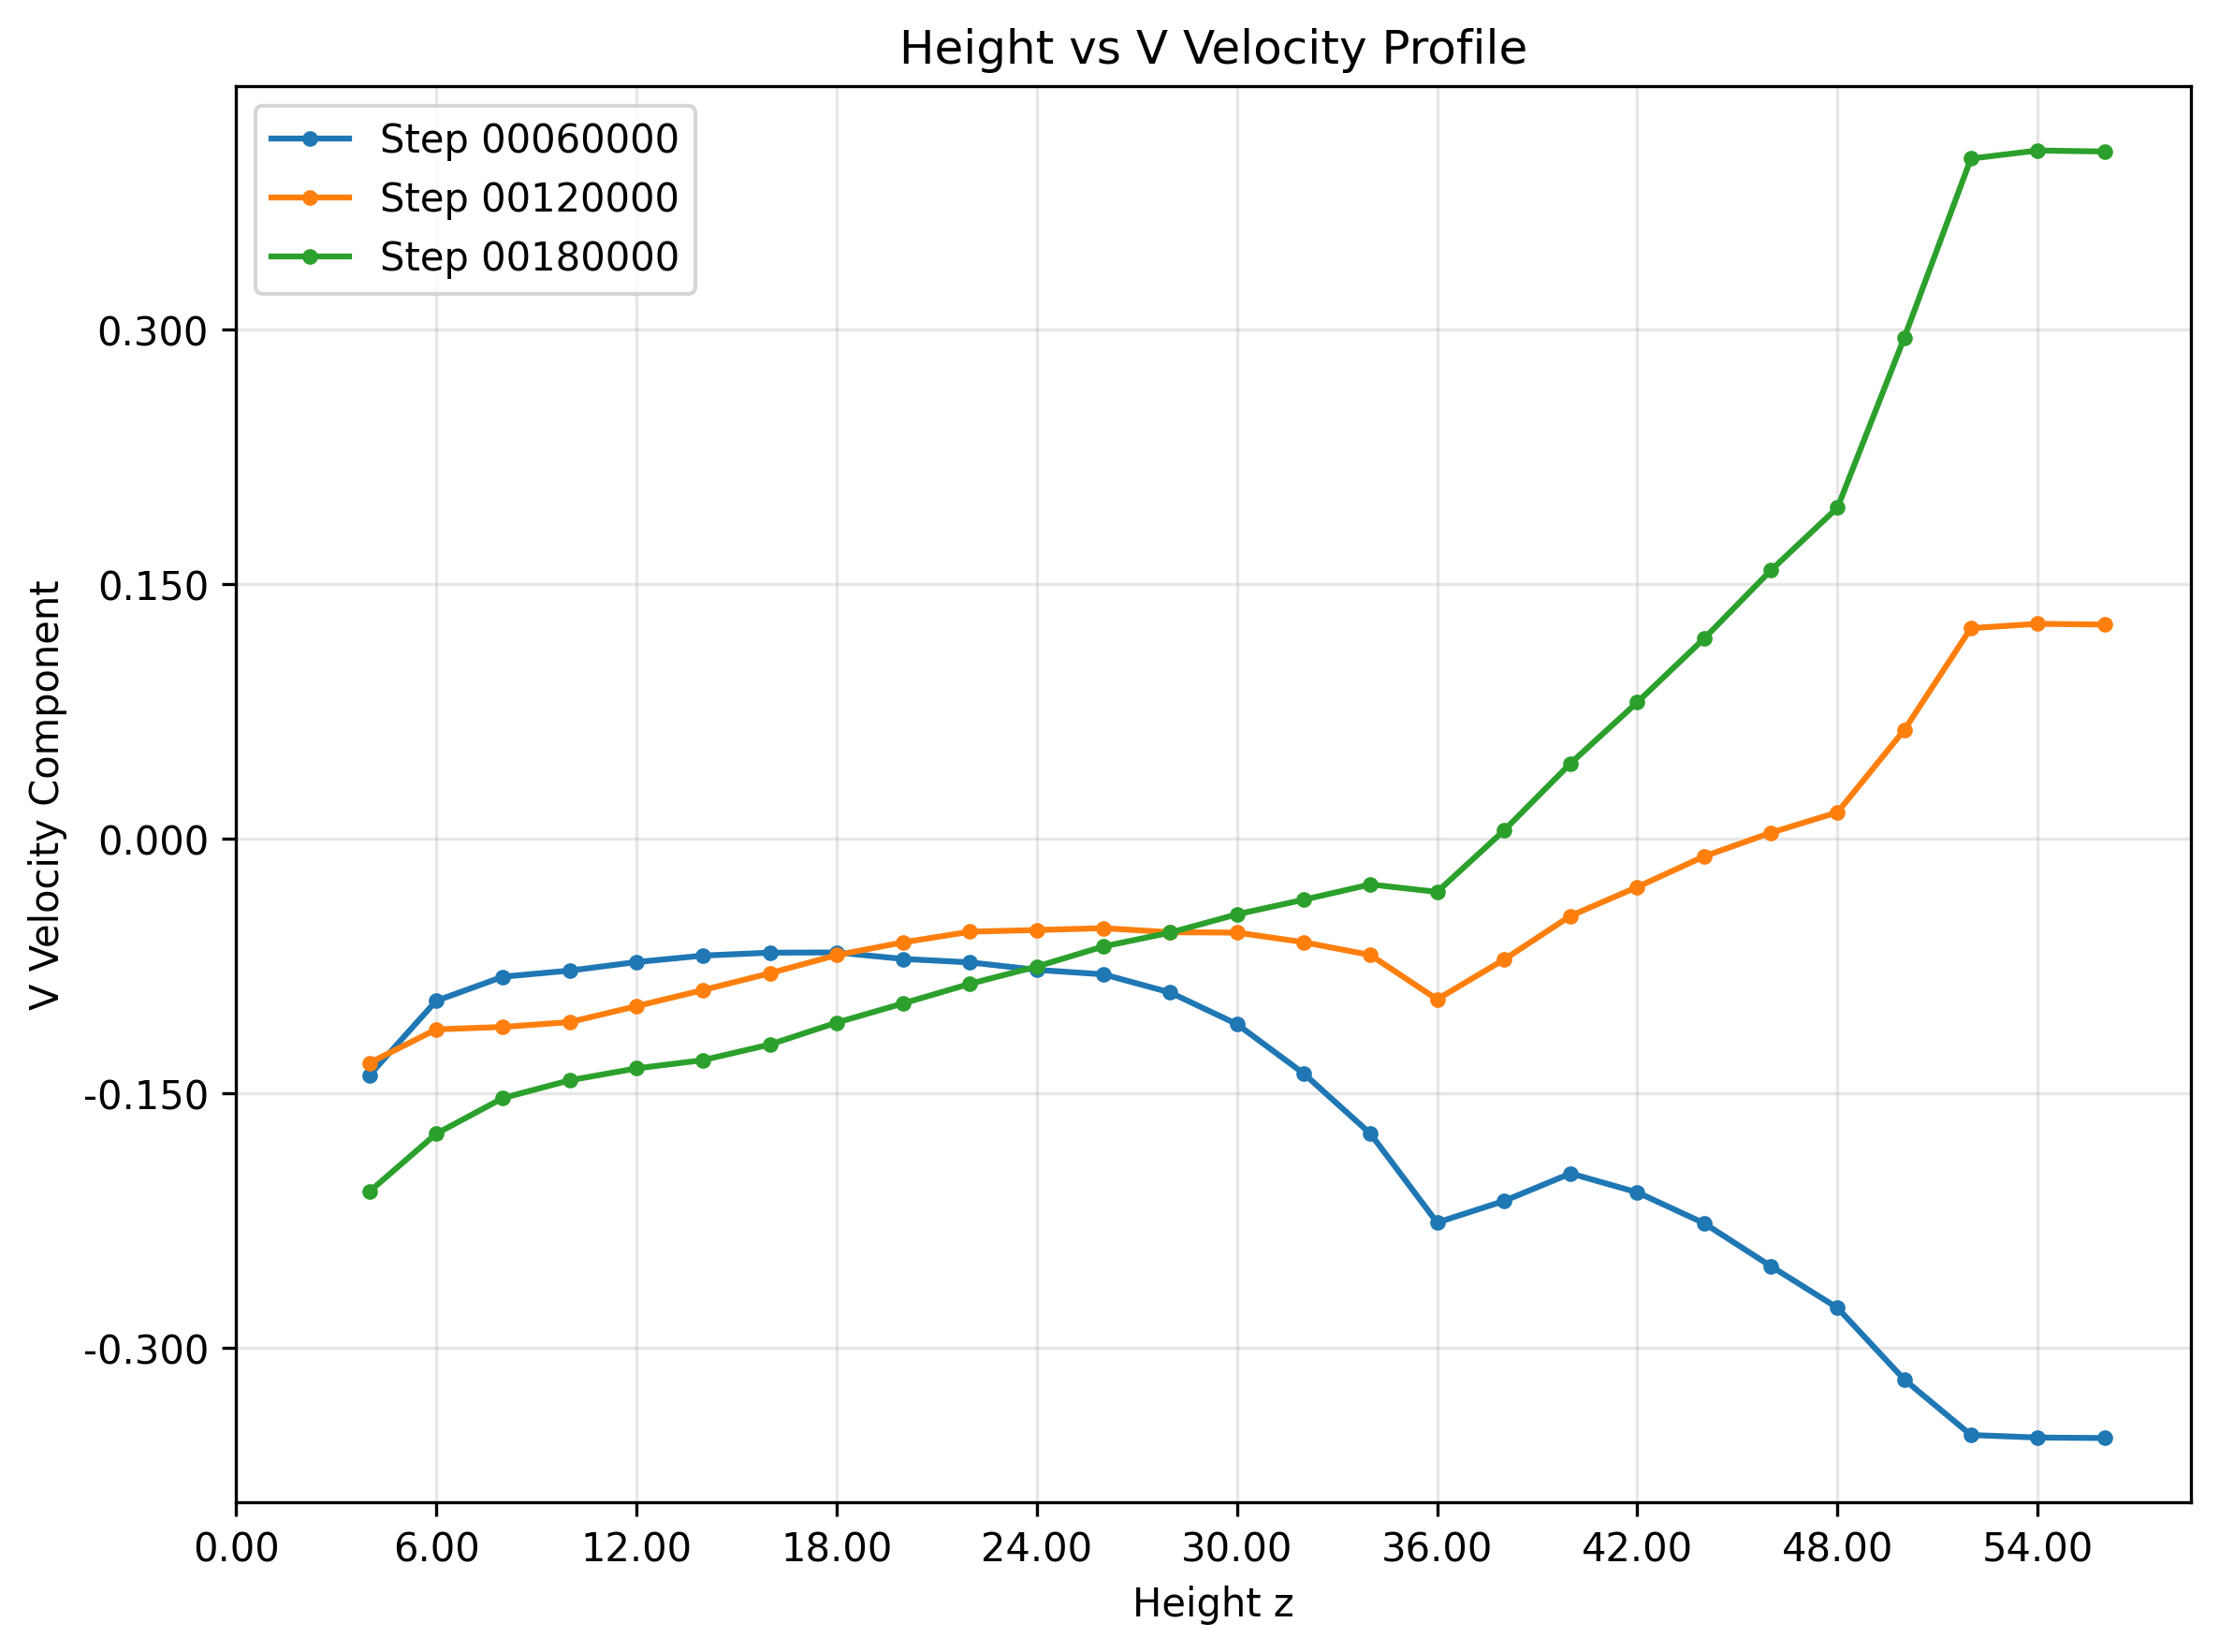 Height vs V Velocity Profile
Step 00060000
Step 00120000
Step 00180000
0.300
0.150
0.000
-0.150
-0.300
V Velocity Component
0.00 6.00 12.00 18.00 24.00 30.00 36.00 42.00 48.00 54.00
Height z